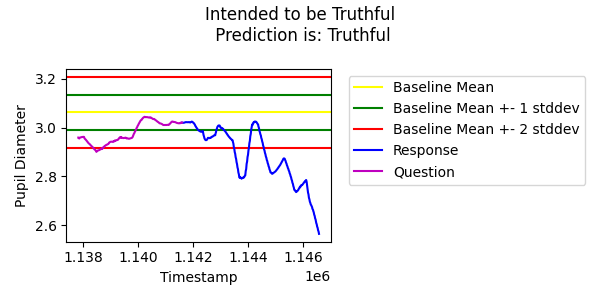 Intended to be Truthful
Prediction is: Truthful
3.2
3.0
2.8
2.6
Pupil Diameter
1.138 1.140 1.142 1.144 1.146
1e6
Timestamp
Baseline Mean
Baseline Mean +- 1 stddev
Baseline Mean +- 2 stddev
Response
Question